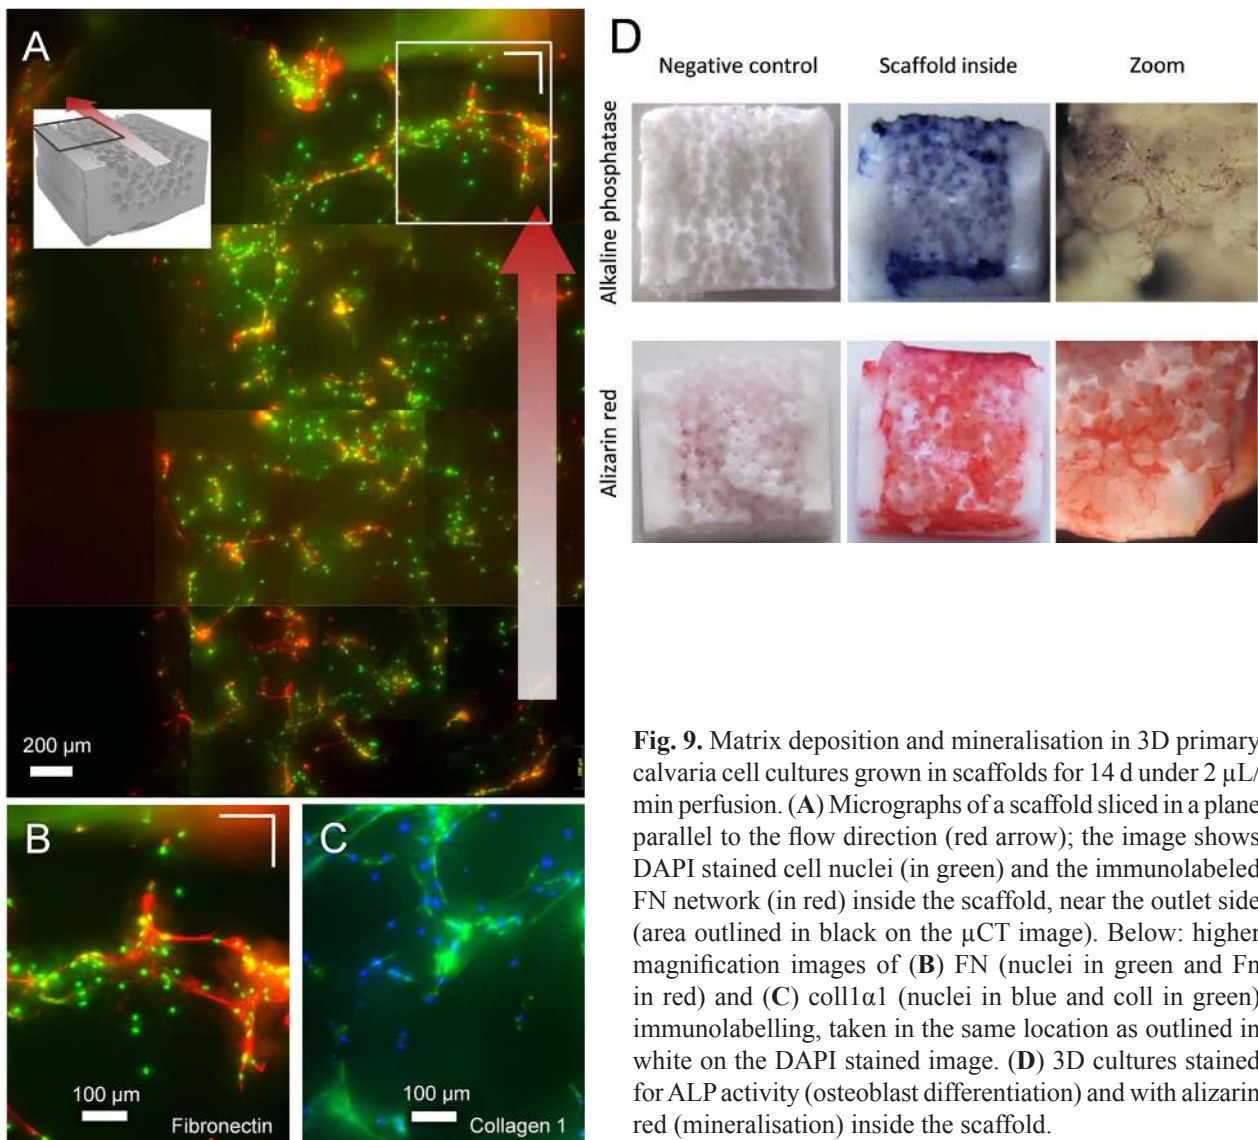 A
200 µm
B
100 µm
Fibronectin
C
100 µm
Collagen 1
D
Negative control
Scaffold inside
Zoom
Alkaline phosphatase
Alizarin red
Fig. 9. Matrix deposition and mineralisation in 3D primary
calvaria cell cultures grown in scaffolds for 14 d under 2 µL/
min perfusion. (A) Micrographs of a scaffold sliced in a plane
parallel to the flow direction (red arrow); the image shows
DAPI stained cell nuclei (in green) and the immunolabeled
FN network (in red) inside the scaffold, near the outlet side
(area outlined in black on the µCT image). Below: higher
magnification images of (B) FN (nuclei in green and Fn
in red) and (C) coll1α1 (nuclei in blue and coll in green)
immunolabelling, taken in the same location as outlined in
white on the DAPI stained image. (D) 3D cultures stained
for ALP activity (osteoblast differentiation) and with alizarin
red (mineralisation) inside the scaffold.